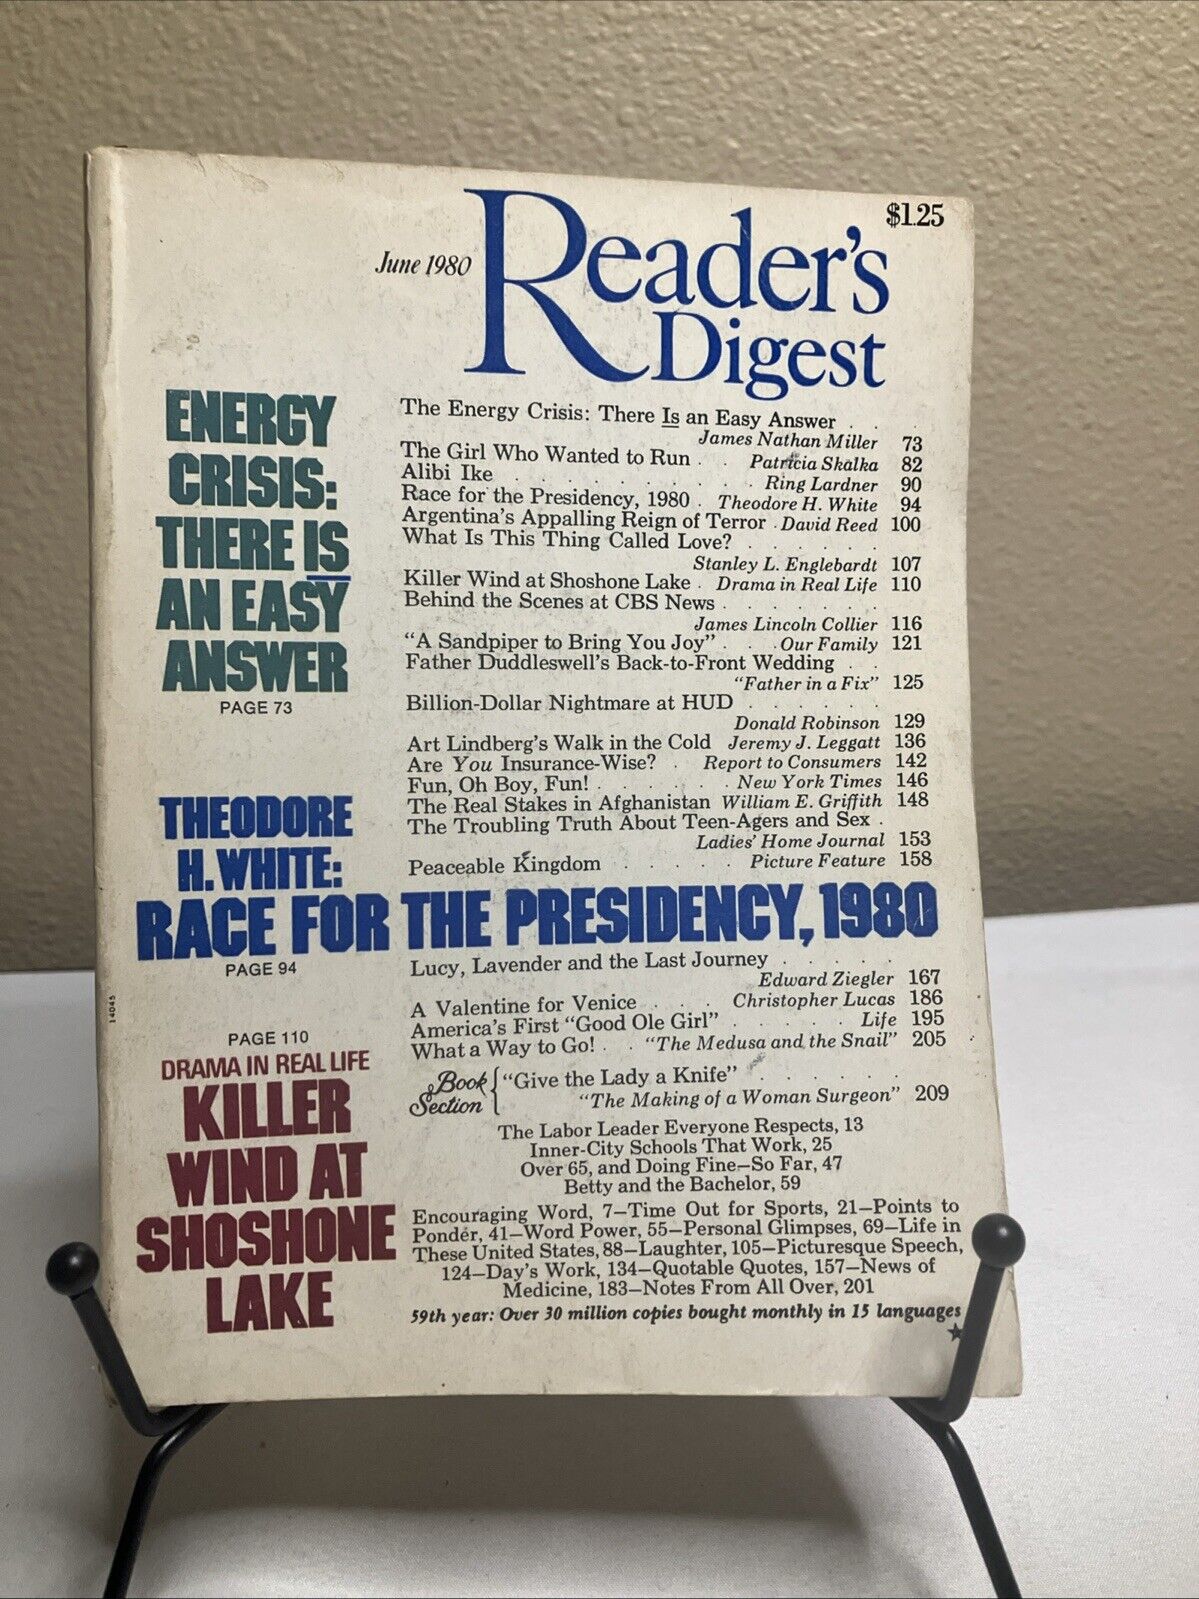 $1.25
June 1980
Reader's
Digest
ENERGY
CRISIS:
THERE IS
AN EASY
ANSWER
PAGE 73
THEODORE
H. WHITE:
RACE FOR THE PRESIDENCY, 1980
PAGE 94
PAGE 110
DRAMA IN REAL LIFE
KILLER
WIND AT
SHOSHONE
LAKE
14045
The Energy Crisis: There Is an Easy Answer . . .
James Nathan Miller 73
The Girl Who Wanted to Run . . Patricia Skalka 82
Alibi Ike . . . . . . . . . . Ring Lardner 90
Race for the Presidency, 1980 . Theodore H. White 94
Argentina's Appalling Reign of Terror . David Reed 100
What Is This Thing Called Love? . . . . . .
Stanley L. Englebardt 107
Killer Wind at Shoshone Lake . Drama in Real Life 110
Behind the Scenes at CBS News . . . . . . .
James Lincoln Collier 116
"A Sandpiper to Bring You Joy" . . . Our Family 121
Father Duddleswell's Back-to-Front Wedding . .
"Father in a Fix" 125
Billion-Dollar Nightmare at HUD . . . . . .
Donald Robinson 129
Art Lindberg's Walk in the Cold Jeremy J. Leggatt 136
Are You Insurance-Wise? . Report to Consumers 142
Fun, Oh Boy, Fun! . . . . . . New York Times 146
The Real Stakes in Afghanistan William E. Griffith 148
The Troubling Truth About Teen-Agers and Sex .
Ladies' Home Journal 153
Peaceable Kingdom . . . . . Picture Feature 158
Lucy, Lavender and the Last Journey . . . . .
Edward Ziegler 167
A Valentine for Venice . . . Christopher Lucas 186
America's First "Good Ole Girl" . . . . . Life 195
What a Way to Go! . . "The Medusa and the Snail" 205
Book Section { "Give the Lady a Knife" . . . . . .
"The Making of a Woman Surgeon" 209
The Labor Leader Everyone Respects, 13
Inner-City Schools That Work, 25
Over 65, and Doing Fine—So Far, 47
Betty and the Bachelor, 59
Encouraging Word, 7—Time Out for Sports, 21—Points to
Ponder, 41—Word Power, 55—Personal Glimpses, 69—Life in
These United States, 88—Laughter, 105—Picturesque Speech,
124—Day's Work, 134—Quotable Quotes, 157—News of
Medicine, 183—Notes From All Over, 201
59th year: Over 30 million copies bought monthly in 15 languages